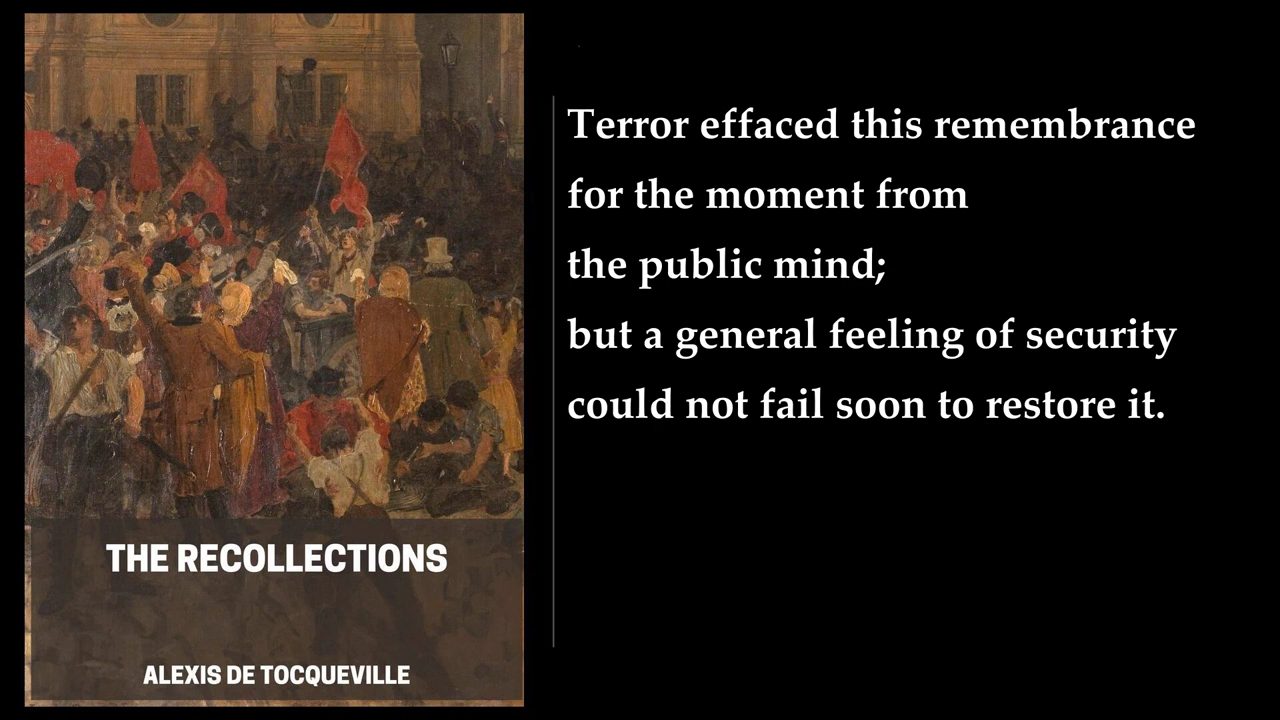 THE RECOLLECTIONS
ALEXIS DE TOCQUEVILLE
Terror effaced this remembrance
for the moment from
the public mind;
but a general feeling of security
could not fail soon to restore it.